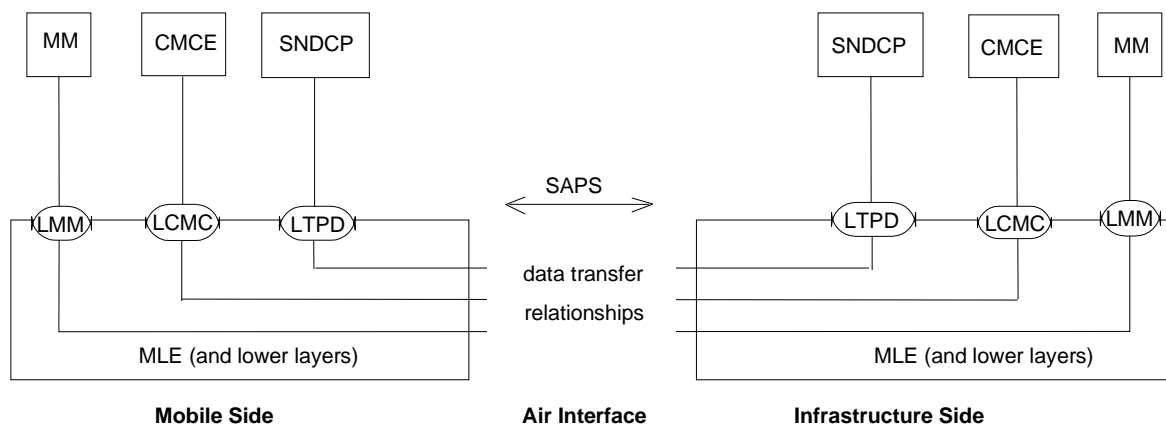 MM CMCE SNDCP SNDCP CMCE MM
SAPS
LMM LCMC LTPD LTPD LCMC LMM
data transfer
relationships
MLE (and lower layers) MLE (and lower layers)
Mobile Side Air Interface Infrastructure Side